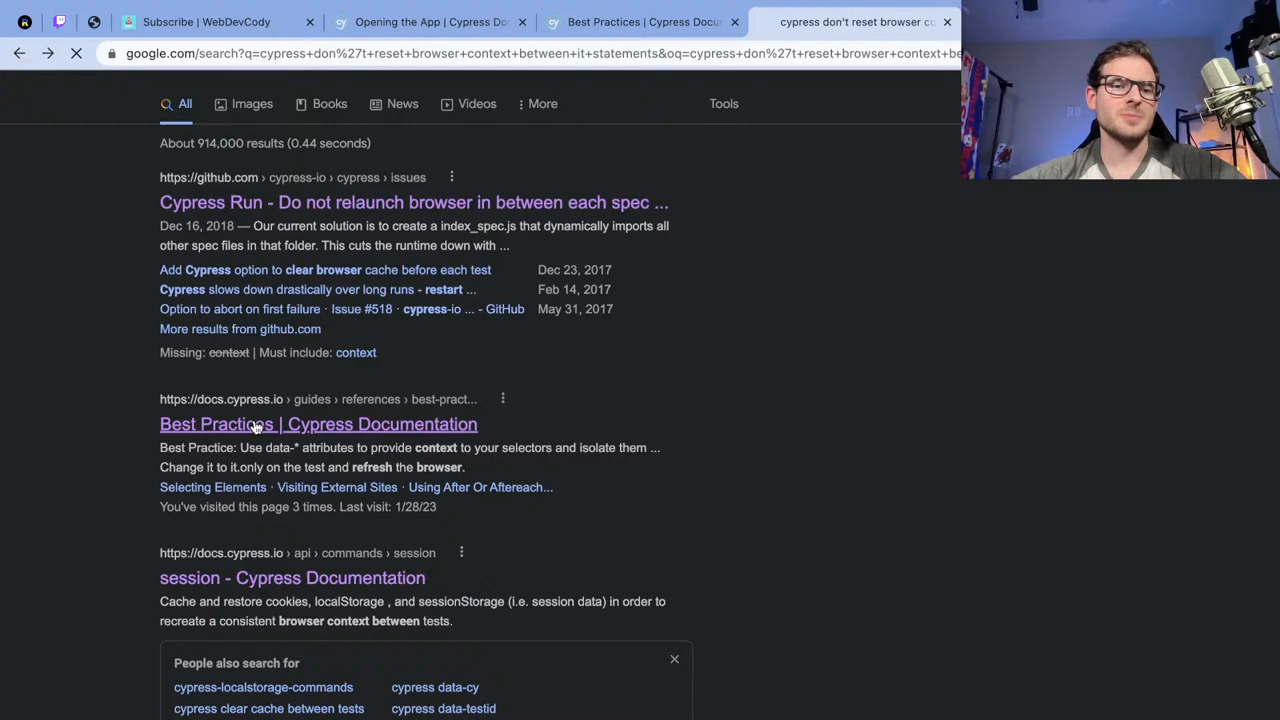 Subscribe | WebDevCody
Opening the App | Cypress Do
Best Practices | Cypress Docu
cypress don't reset browser co
google.com/search?q=cypress+don%27t+reset+browser+context+between+it+statements&oq=cypress+don%27t+reset+browser+context+be
All
Images
Books
News
Videos
More
Tools
About 914,000 results (0.44 seconds)
https://github.com › cypress-io › cypress › issues
Cypress Run - Do not relaunch browser in between each spec ...
Dec 16, 2018 — Our current solution is to create a index_spec.js that dynamically imports all
other spec files in that folder. This cuts the runtime down with ...
Add Cypress option to clear browser cache before each test Dec 23, 2017
Cypress slows down drastically over long runs - restart ... Feb 14, 2017
Option to abort on first failure · Issue #518 · cypress-io ... - GitHub May 31, 2017
More results from github.com
Missing: context | Must include: context
https://docs.cypress.io › guides › references › best-pract...
Best Practices | Cypress Documentation
Best Practice: Use data-* attributes to provide context to your selectors and isolate them ...
Change it to it.only on the test and refresh the browser.
Selecting Elements · Visiting External Sites · Using After Or Aftereach...
You've visited this page 3 times. Last visit: 1/28/23
https://docs.cypress.io › api › commands › session
session - Cypress Documentation
Cache and restore cookies, localStorage , and sessionStorage (i.e. session data) in order to
recreate a consistent browser context between tests.
People also search for
cypress-localstorage-commands cypress data-cy
cypress clear cache between tests cypress data-testid